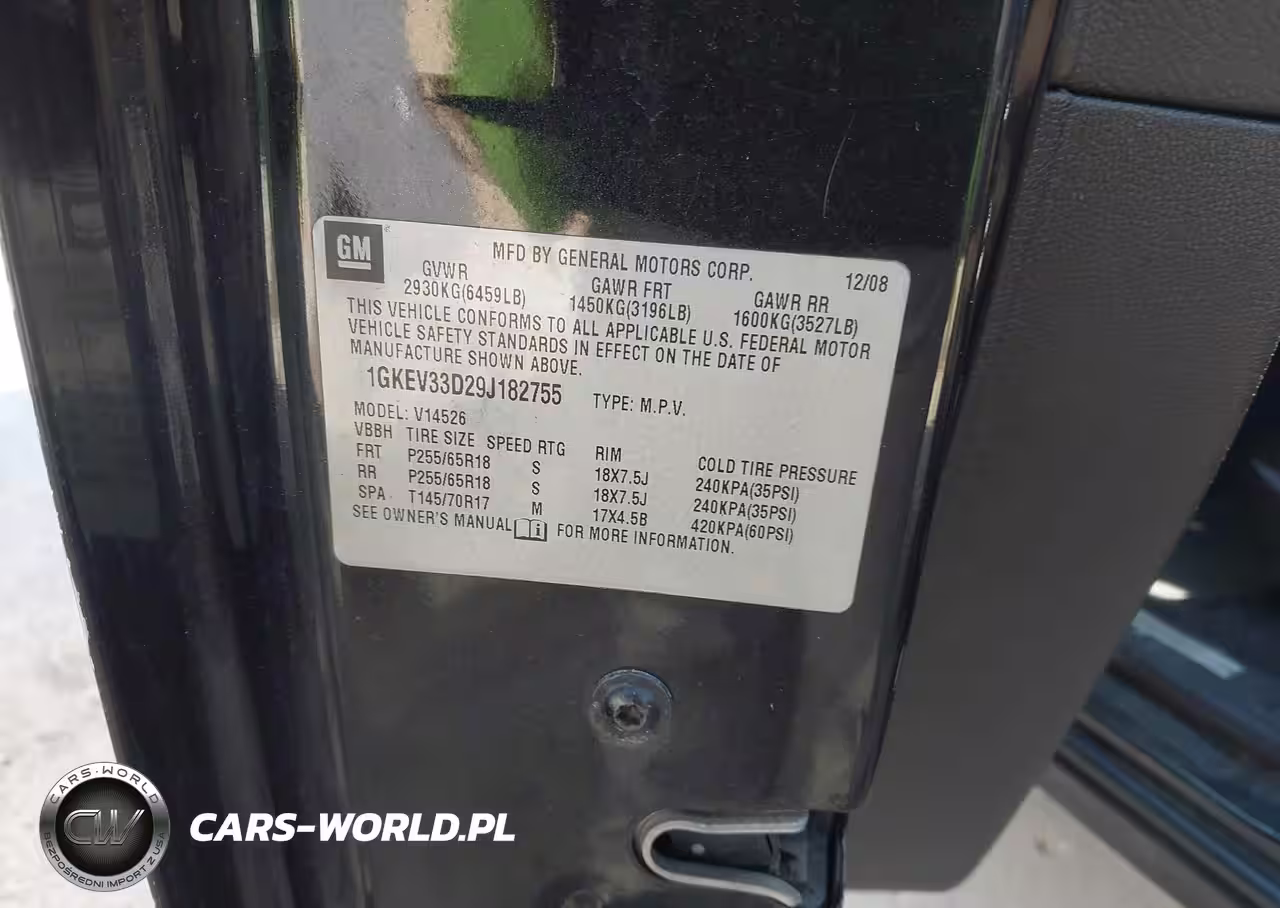 GM
MFD BY GENERAL MOTORS CORP. 12/08
GVWR GAWR FRT GAWR RR
2930KG(6459LB) 1450KG(3196LB) 1600KG(3527LB)
THIS VEHICLE CONFORMS TO ALL APPLICABLE U.S. FEDERAL MOTOR
VEHICLE SAFETY STANDARDS IN EFFECT ON THE DATE OF
MANUFACTURE SHOWN ABOVE.
1GKEV33D29J182755 TYPE: M.P.V.
MODEL: V14526
VBBH TIRE SIZE SPEED RTG RIM COLD TIRE PRESSURE
FRT P255/65R18 S 18X7.5J 240KPA(35PSI)
RR P255/65R18 S 18X7.5J 240KPA(35PSI)
SPA T145/70R17 M 17X4.5B 420KPA(60PSI)
SEE OWNER'S MANUAL FOR MORE INFORMATION.
CARS-WORLD
CW
BEZPOŚREDNI IMPORT Z USA
CARS-WORLD.PL